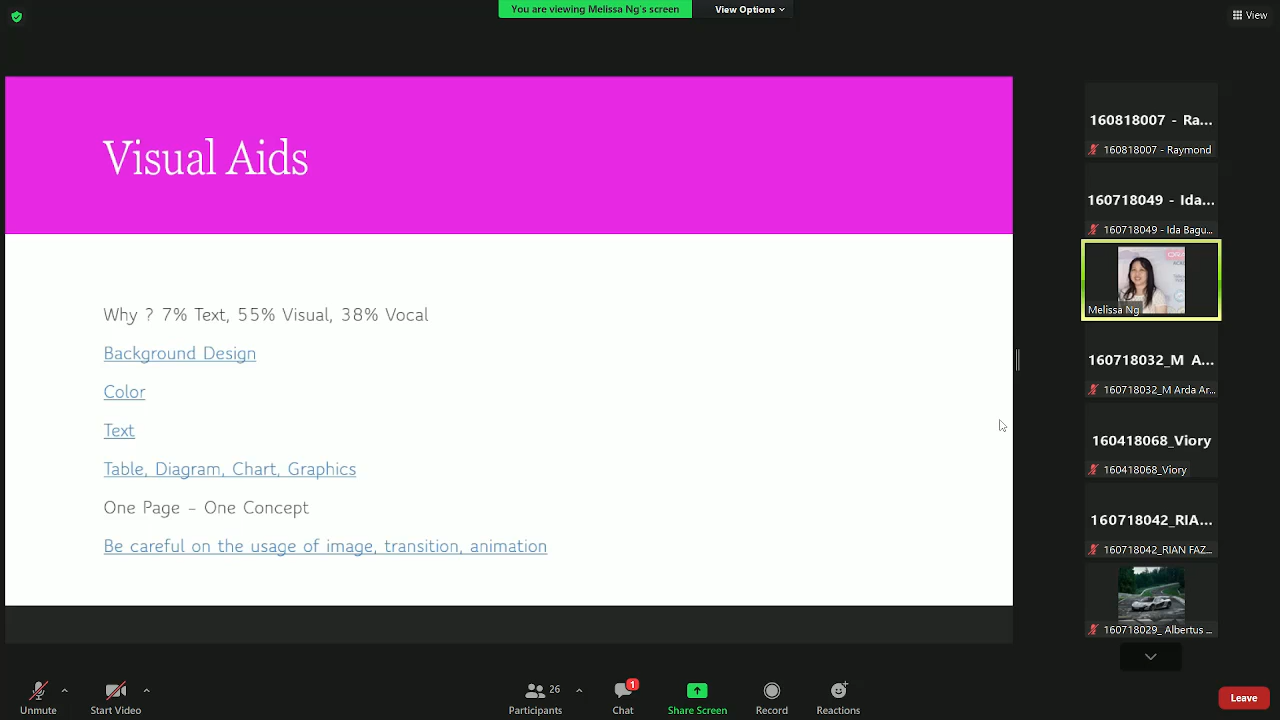 You are viewing Melissa Ng's screen
View Options
View
Visual Aids
Why ? 7% Text, 55% Visual, 38% Vocal
Background Design
Color
Text
Table, Diagram, Chart, Graphics
One Page – One Concept
Be careful on the usage of image, transition, animation
160818007 - Ra...
160818007 - Raymond
160718049 - Ida...
160718049 - Ida Bagu...
Melissa Ng
160718032_M A...
160718032_M Arda Ar...
160418068_Viory
160418068_Viory
160718042_RIA...
160718042_RIAN FAZ...
160718029_ Albertus ...
Unmute
Start Video
26
Participants
1
Chat
Share Screen
Record
Reactions
Leave